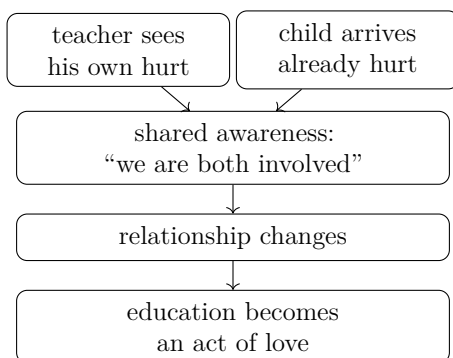 teacher sees
his own hurt
child arrives
already hurt
shared awareness:
“we are both involved”
relationship changes
education becomes
an act of love